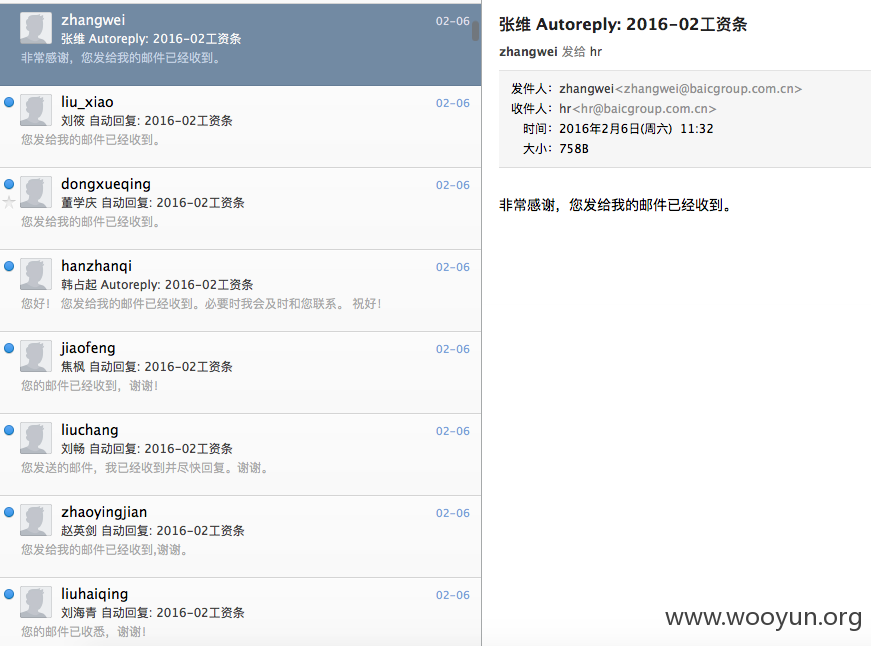 zhangwei
02-06
张维 Autoreply: 2016-02工资条
非常感谢，您发给我的邮件已经收到。
liu_xiao
02-06
刘筱 自动回复: 2016-02工资条
您发给我的邮件已经收到。
dongxueqing
02-06
董学庆 自动回复: 2016-02工资条
您发给我的邮件已经收到。
hanzhanqi
02-06
韩占起 Autoreply: 2016-02工资条
您好！ 您发给我的邮件已经收到。必要时我会及时和您联系。 祝好！
jiaofeng
02-06
焦枫 自动回复: 2016-02工资条
您的邮件已经收到，谢谢！
liuchang
02-06
刘畅 自动回复: 2016-02工资条
您发送的邮件，我已经收到并尽快回复。谢谢。
zhaoyingjian
02-06
赵英剑 自动回复: 2016-02工资条
您发给我的邮件已经收到,谢谢。
liuhaiqing
02-06
刘海青 自动回复: 2016-02工资条
您的邮件已收悉，谢谢！
张维 Autoreply: 2016-02工资条
zhangwei 发给 hr
发件人：zhangwei<zhangwei@baicgroup.com.cn>
收件人：hr<hr@baicgroup.com.cn>
时间：2016年2月6日(周六) 11:32
大小：758B
非常感谢，您发给我的邮件已经收到。
www.wooyun.org